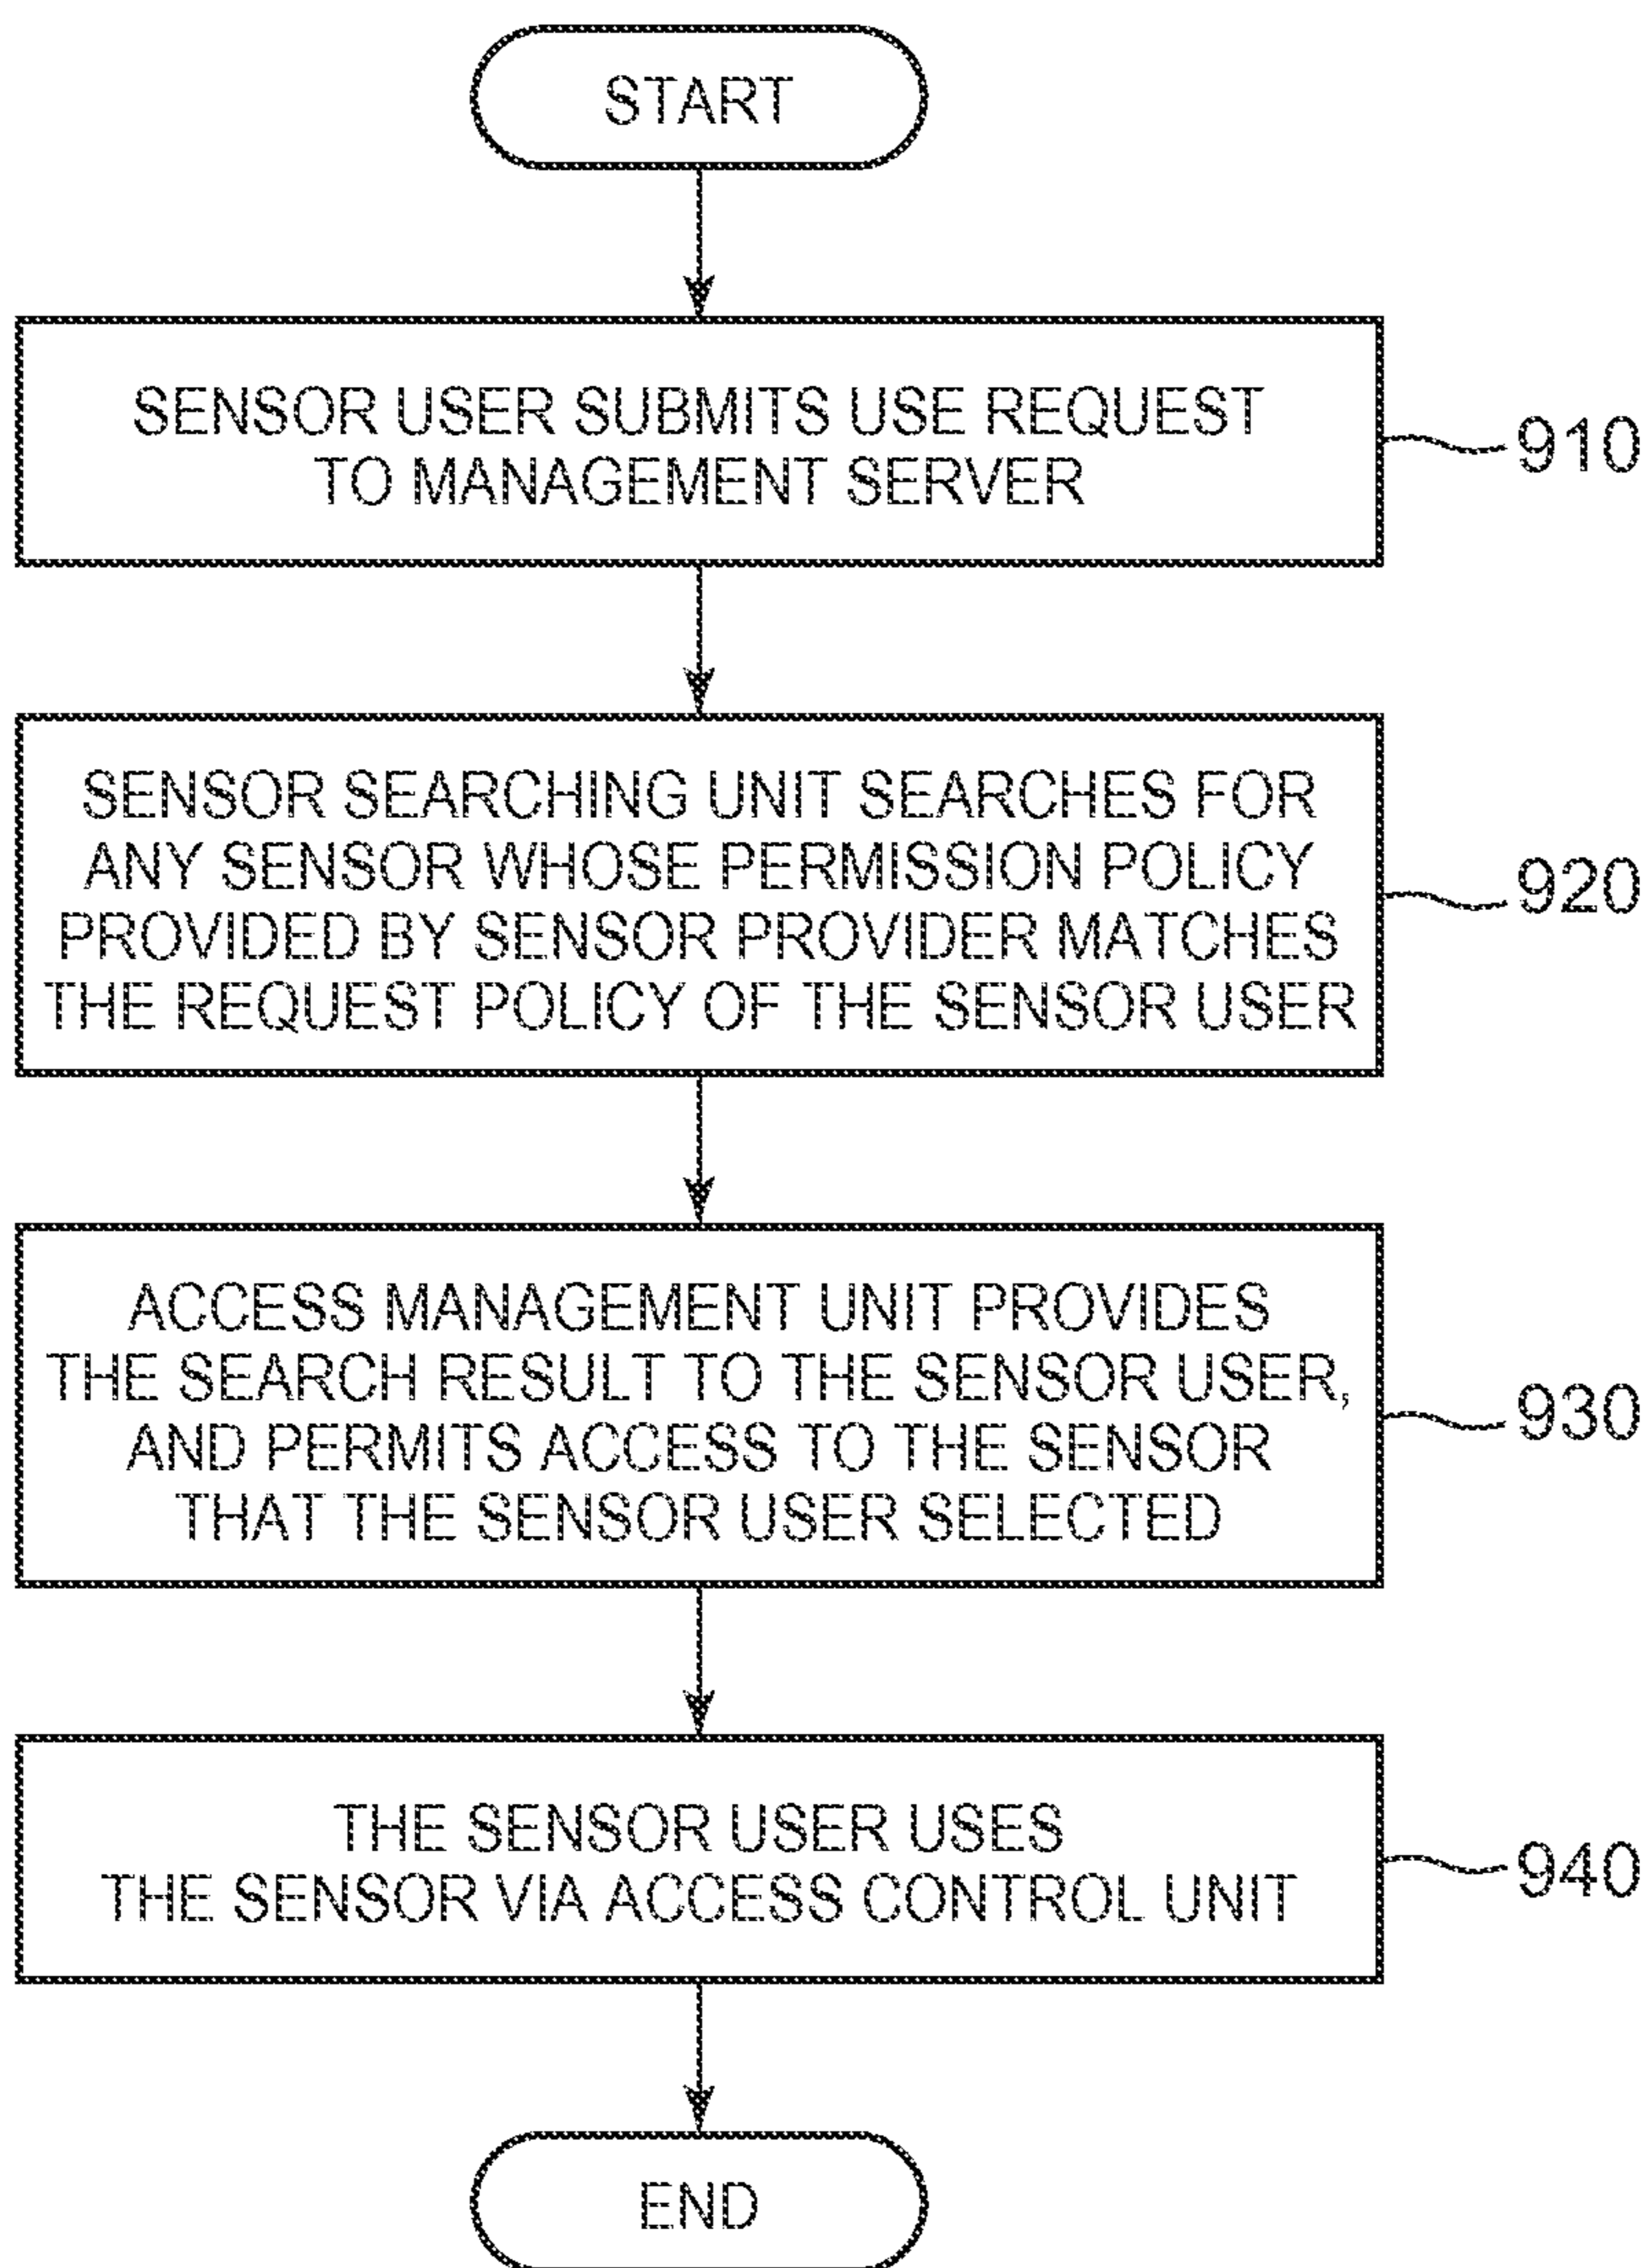 START
SENSOR USER SUBMITS USE REQUEST
TO MANAGEMENT SERVER
910
SENSOR SEARCHING UNIT SEARCHES FOR
ANY SENSOR WHOSE PERMISSION POLICY
PROVIDED BY SENSOR PROVIDER MATCHES
THE REQUEST POLICY OF THE SENSOR USER
920
ACCESS MANAGEMENT UNIT PROVIDES
THE SEARCH RESULT TO THE SENSOR USER,
AND PERMITS ACCESS TO THE SENSOR
THAT THE SENSOR USER SELECTED
930
THE SENSOR USER USES
THE SENSOR VIA ACCESS CONTROL UNIT
940
END